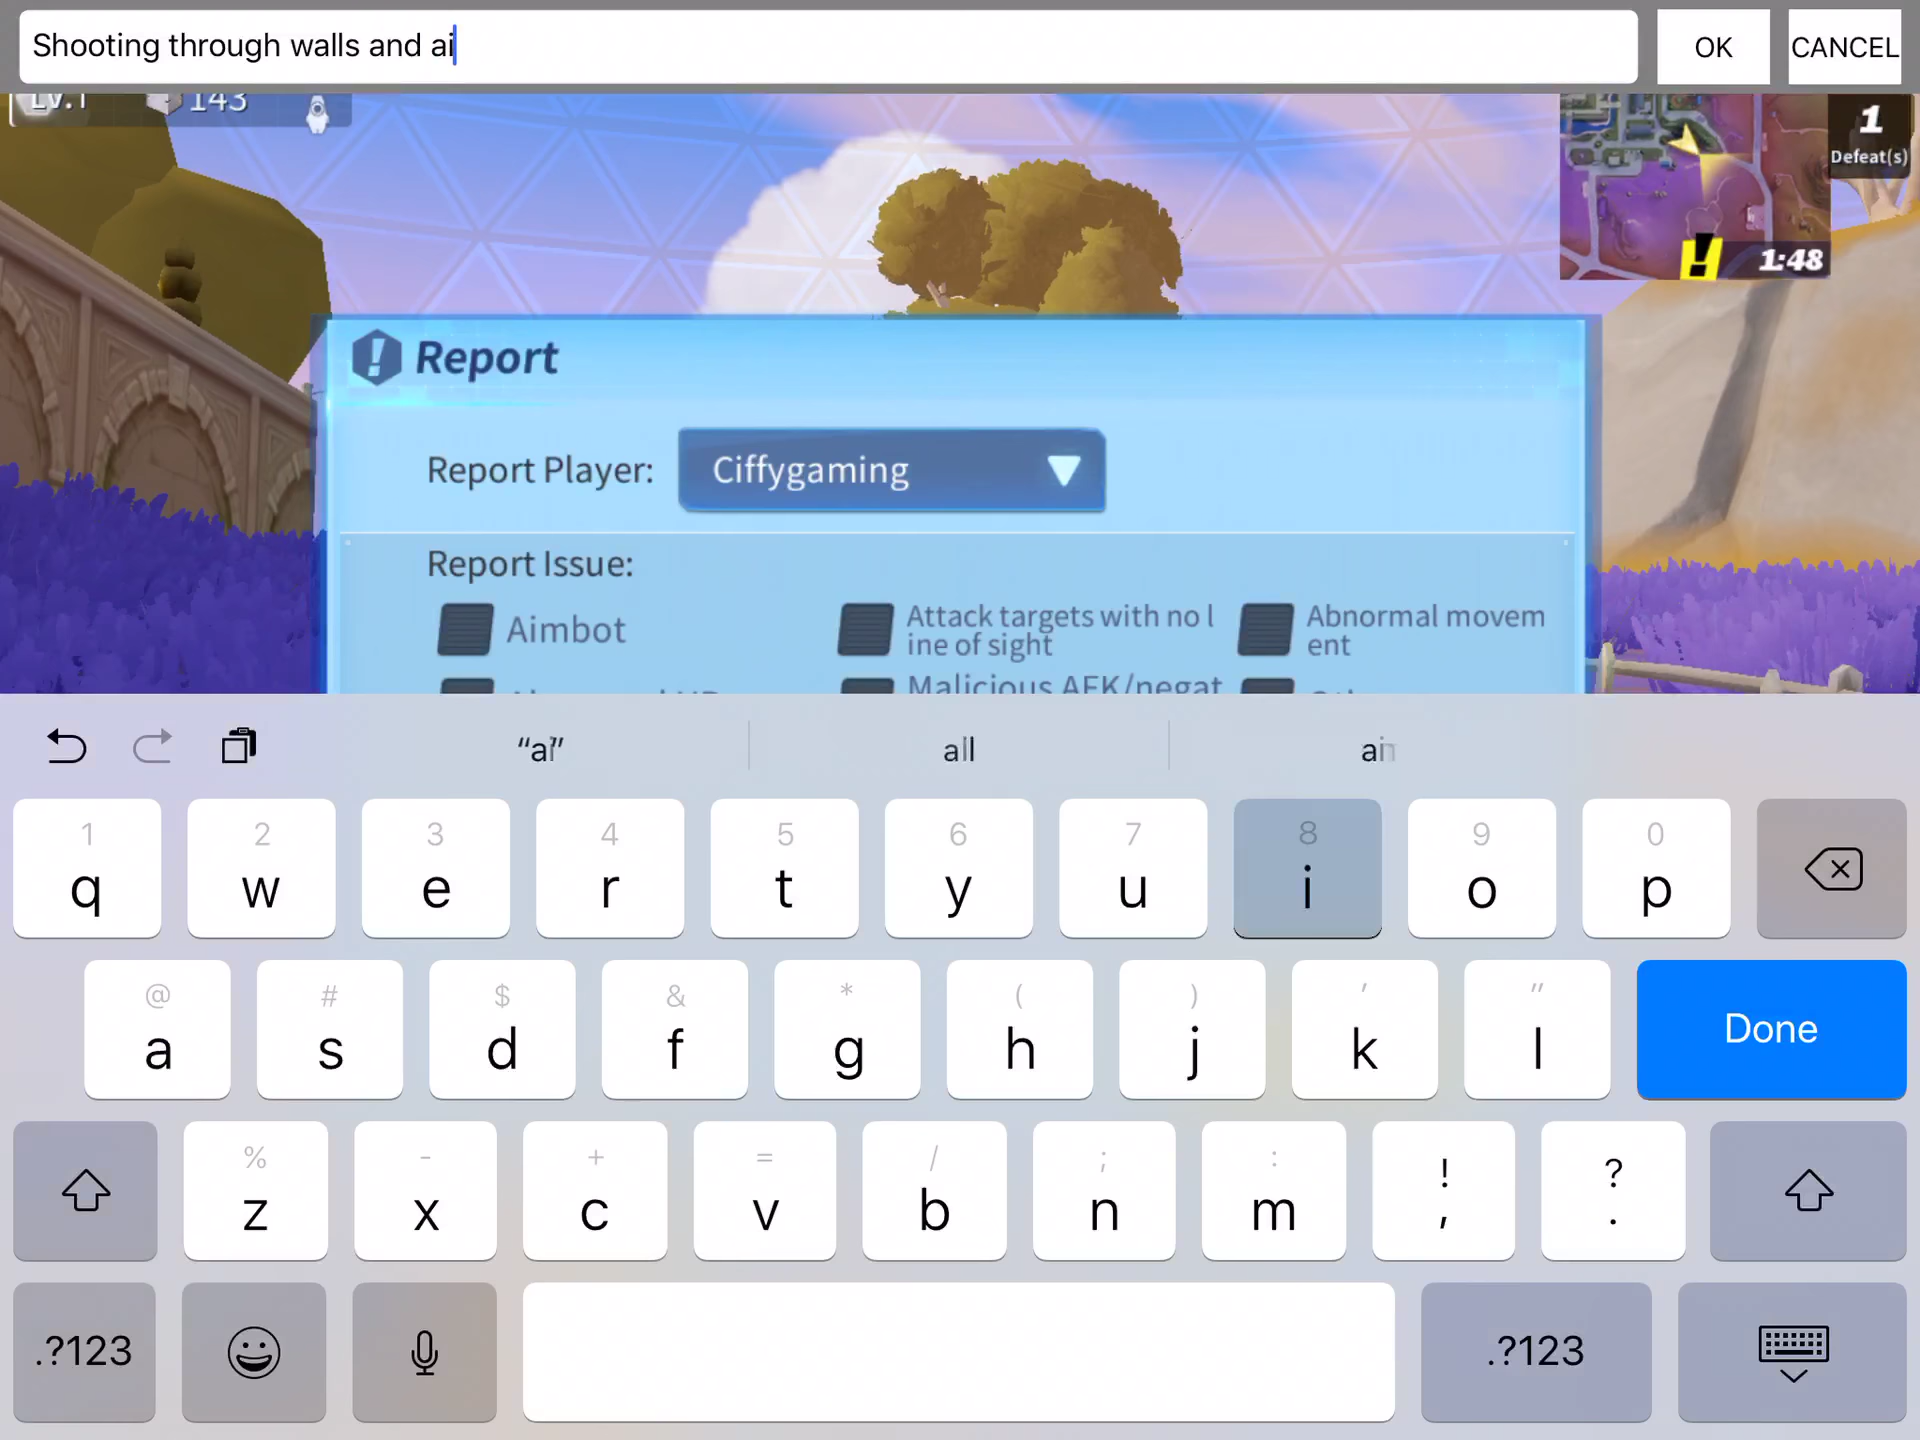 Shooting through walls and ai
OK
CANCEL
LV.1
143
1
Defeat(s)
1:48
Report
Report Player:
Ciffygaming
Report Issue:
Aimbot
Attack targets with no l
ine of sight
Abnormal movem
ent
Malicious AFK/negat
“ai”
all
1 2 3 4 5 6 7 8 9 0
q w e r t y u i o p
@ # $ & * ( ) ' "
a s d f g h j k l
Done
% - + = / ; : ! ?
z x c v b n m , .
.?123
.?123